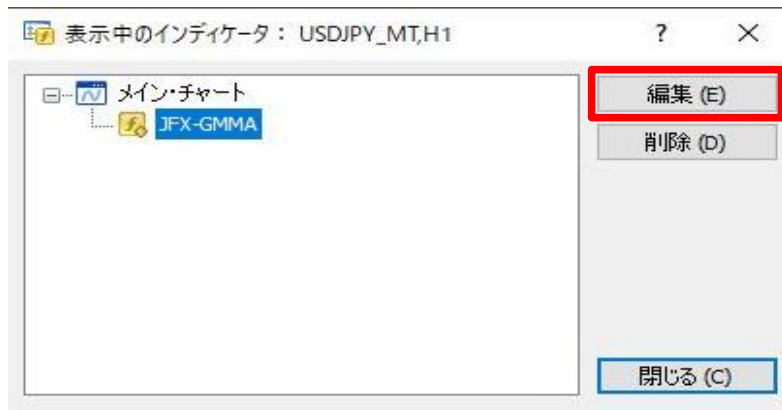 表示中のインディケータ： USDJPY_MT,H1
?
メイン・チャート
JFX-GMMA
編集 (E)
削除 (D)
閉じる (C)